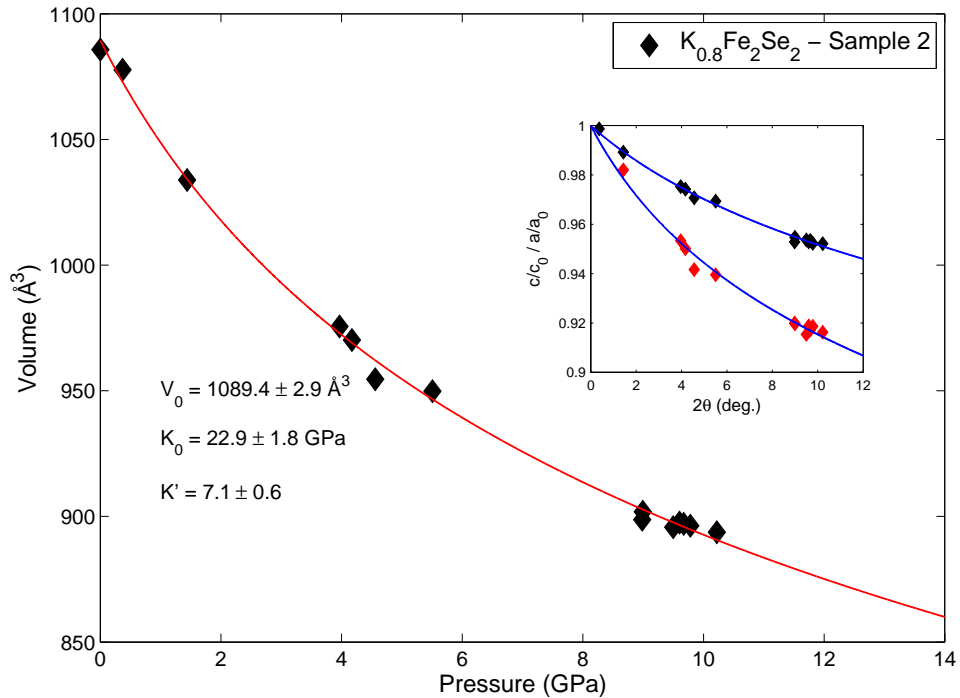 1100
1050
1000
950
900
850
Volume (Å³)
0 2 4 6 8 10 12 14
Pressure (GPa)
K₀.₈Fe₂Se₂ − Sample 2
V₀ = 1089.4 ± 2.9 Å³
K₀ = 22.9 ± 1.8 GPa
K’ = 7.1 ± 0.6
1
0.98
0.96
0.94
0.92
0.9
c/c₀ / a/a₀
0 2 4 6 8 10 12
2θ (deg.)